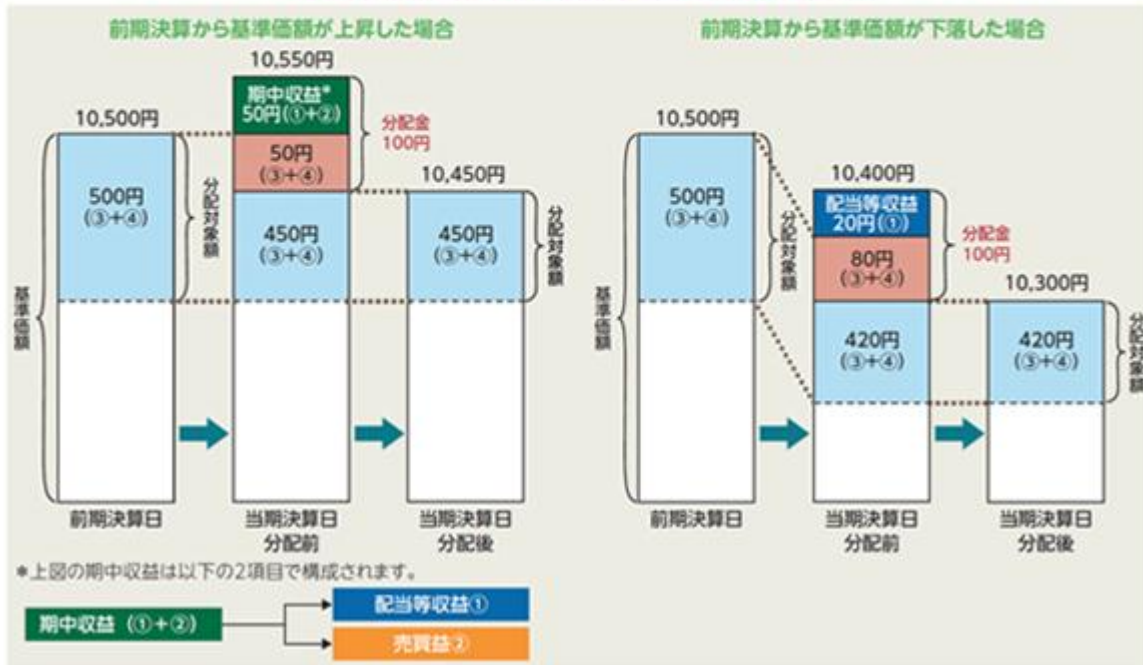 前期決算から基準価額が上昇した場合
10,550円
期中収益*
50円(①+②)
分配金
100円
10,500円
50円
(③+④)
10,450円
500円
(③+④)
分配対象額
450円
(③+④)
450円
(③+④)
分配対象額
基準価額
前期決算日
当期決算日
分配前
当期決算日
分配後
前期決算から基準価額が下落した場合
10,500円
10,400円
500円
(③+④)
分配対象額
配当等収益
20円(①)
分配金
100円
80円
(③+④)
10,300円
420円
(③+④)
420円
(③+④)
分配対象額
基準価額
前期決算日
当期決算日
分配前
当期決算日
分配後
*上図の期中収益は以下の2項目で構成されます。
期中収益 (①+②)
配当等収益①
売買益②